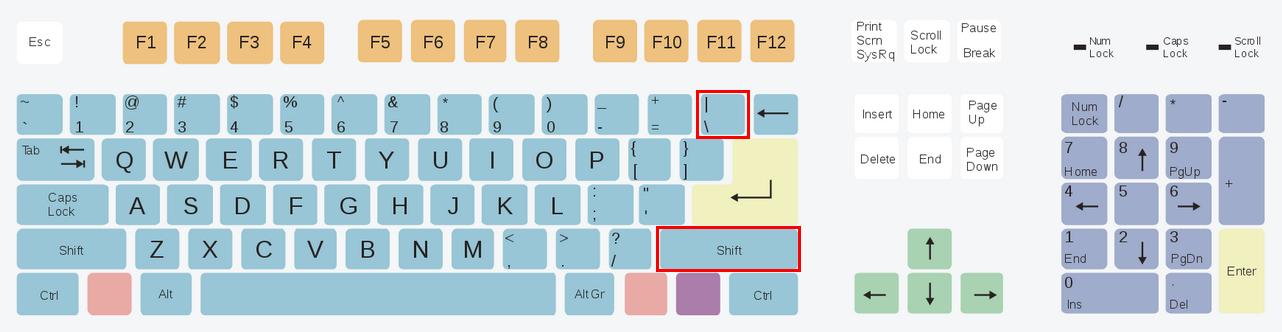 Esc F1 F2 F3 F4 F5 F6 F7 F8 F9 F10 F11 F12
Print
Scrn
SysRq
Scroll
Lock
Pause
Break
Num
Lock
Caps
Lock
Scroll
Lock
~ ! @ # $ % ^ & * ( ) _ + |
` 1 2 3 4 5 6 7 8 9 0 - = \ ←
Insert Home
Page
Up
Num
Lock
/ * -
Tab Q W E R T Y U I O P { }
[ ]
Delete End
Page
Down
7 8 9 +
Home ↑ PgUp
Caps
Lock
A S D F G H J K L : "
; '
4 5 6
← →
Shift Z X C V B N M < > ? Shift
, . /
↑
1 2 3
End ↓ PgDn
Enter
Ctrl Alt Alt Gr Ctrl
← ↓ →
0 .
Ins Del